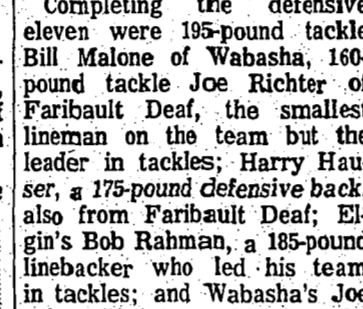 Completing the defensive
eleven were 195-pound tackle
Bill Malone of Wabasha, 160-
pound tackle Joe Richter of
Faribault Deaf, the smallest
lineman on the team but the
leader in tackles; Harry Hau-
ser, a 175-pound defensive back,
also from Faribault Deaf; El-
gin's Bob Rahman, a 185-pound
linebacker who led his team
in tackles; and Wabasha's Joe